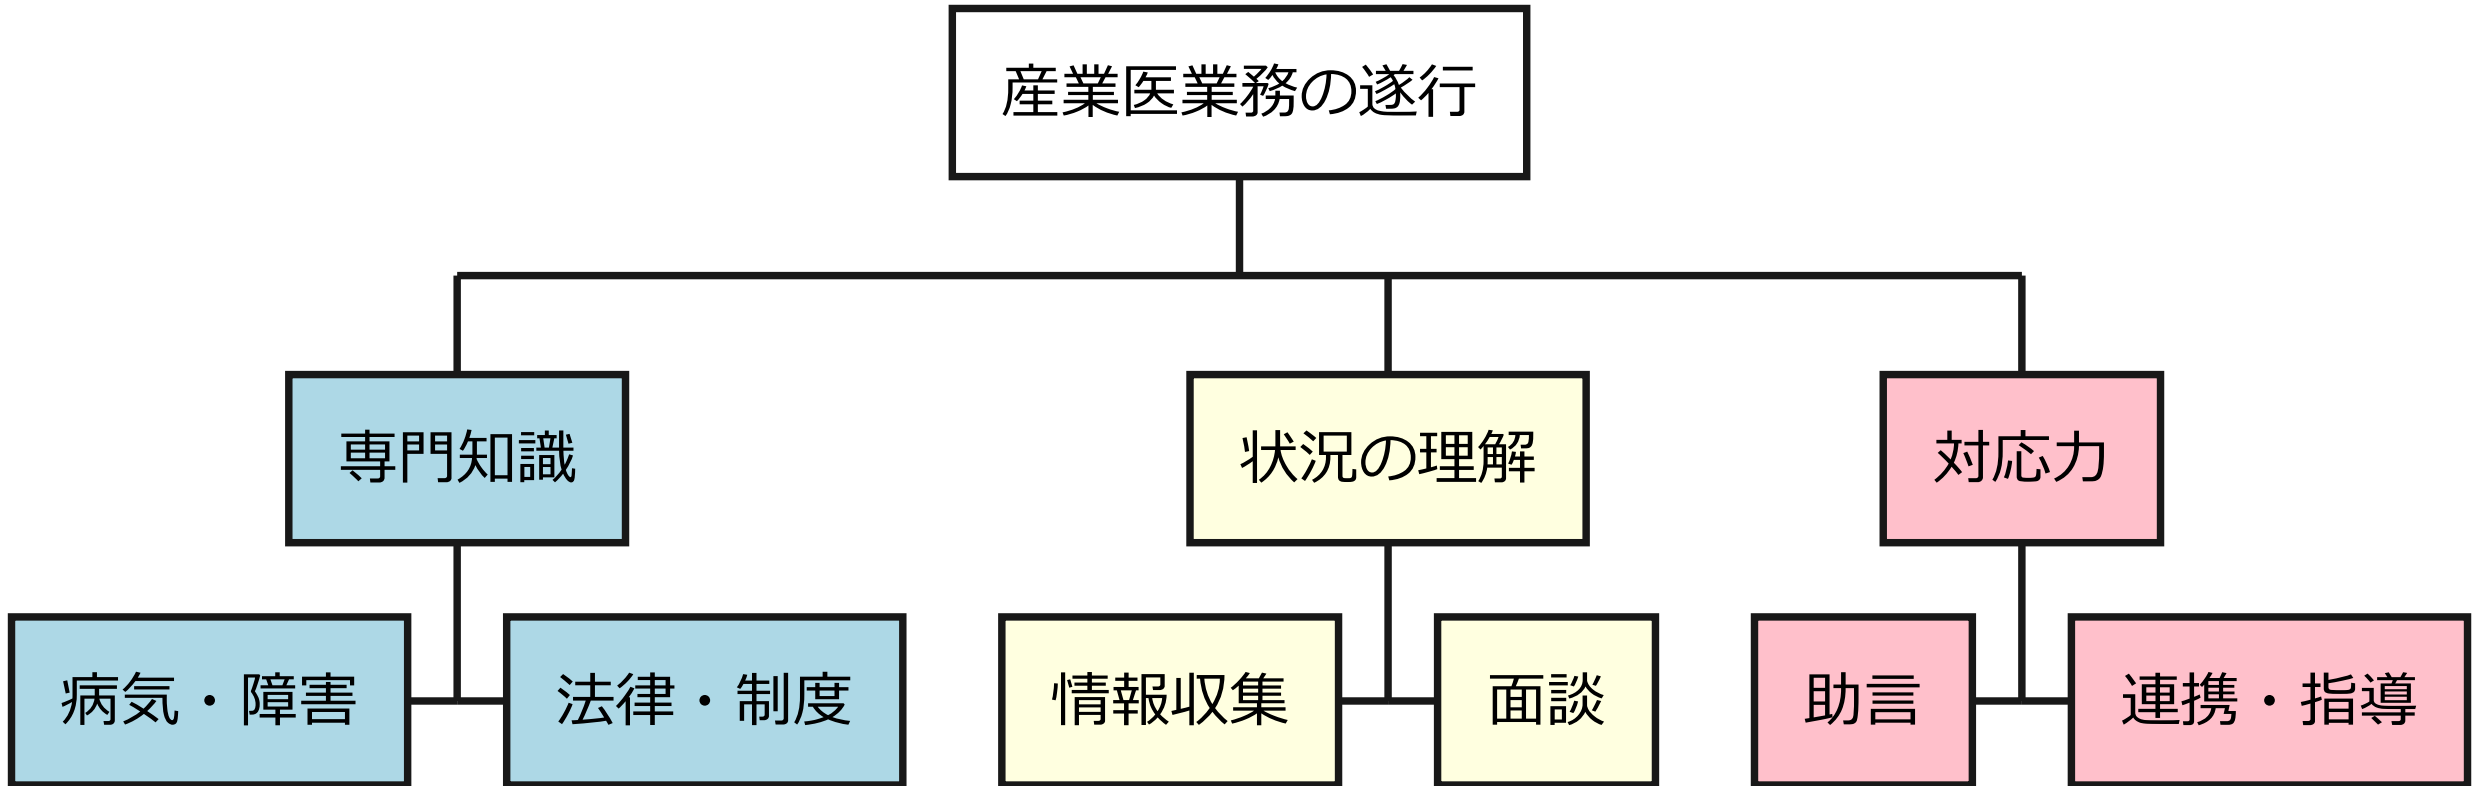 産業医業務の遂行
専門知識
状況の理解
対応力
病気・障害
法律・制度
情報収集
面談
助言
連携・指導